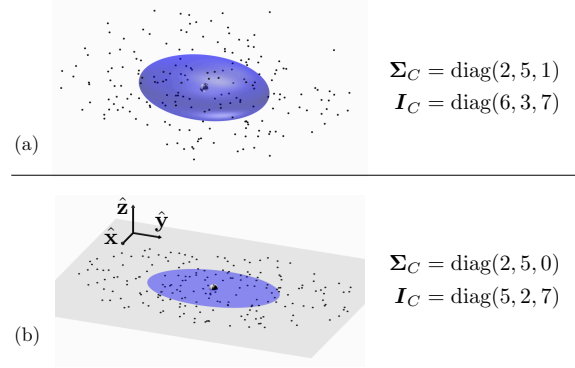 (a)
𝚺_C = diag(2, 5, 1)
𝑰_C = diag(6, 3, 7)
ẑ
ŷ
x̂
(b)
𝚺_C = diag(2, 5, 0)
𝑰_C = diag(5, 2, 7)